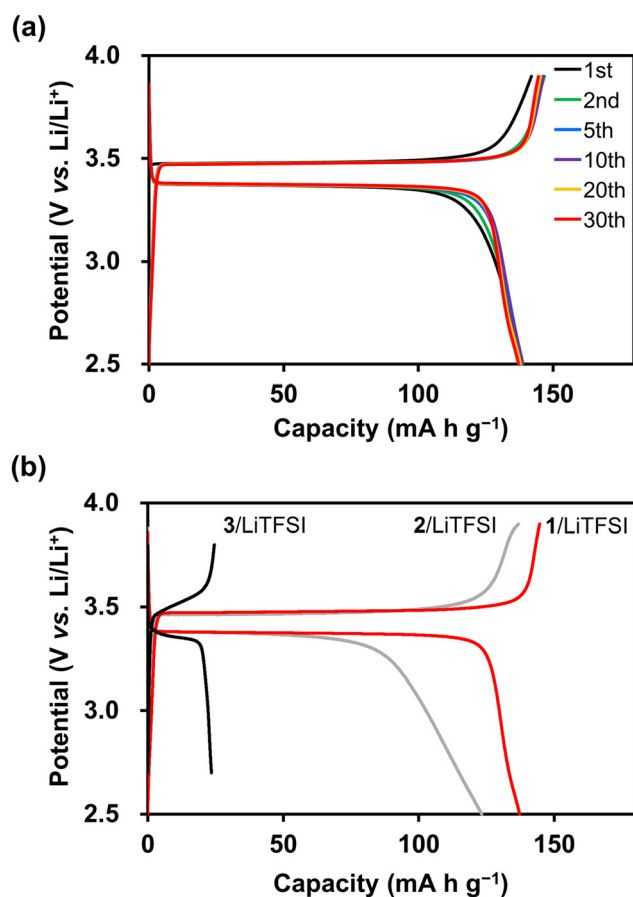 (a)
4.0
3.5
3.0
2.5
Potential (V vs. Li/Li⁺)
1st
2nd
5th
10th
20th
30th
0
50
100
150
Capacity (mA h g⁻¹)
(b)
4.0
3.5
3.0
2.5
Potential (V vs. Li/Li⁺)
3/LiTFSI
2/LiTFSI
1/LiTFSI
0
50
100
150
Capacity (mA h g⁻¹)